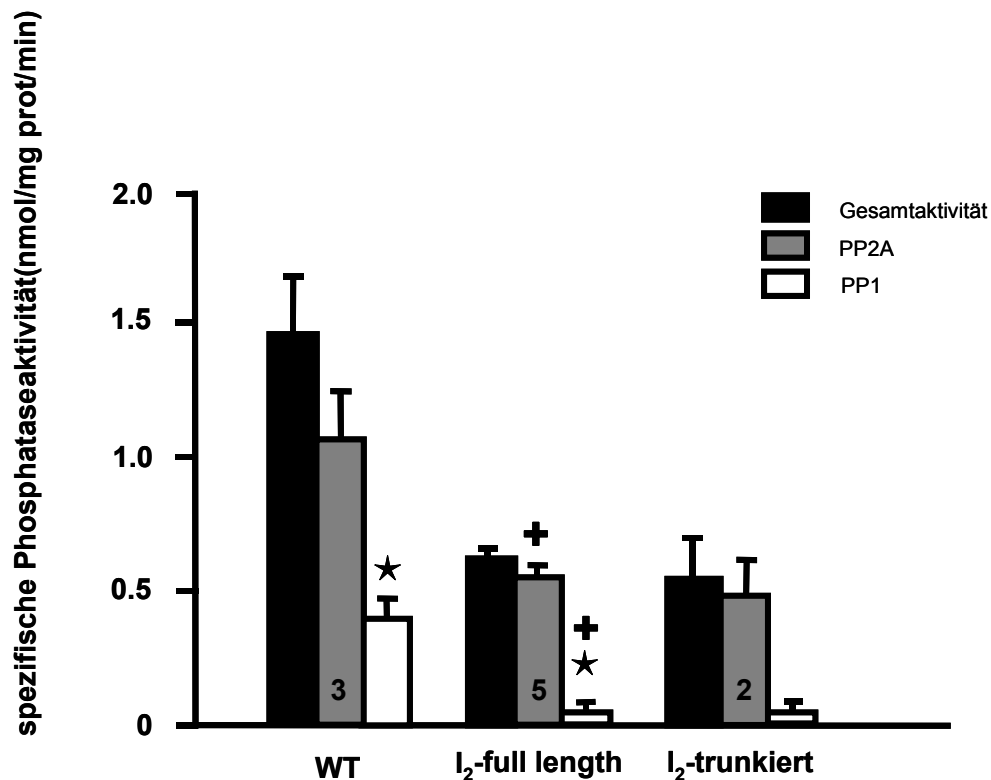 spezifische Phosphataseaktivität(nmol/mg prot/min)
2.0
1.5
1.0
0.5
0
Gesamtaktivität
PP2A
PP1
3
5
2
WT
I₂-full length
I₂-trunkiert